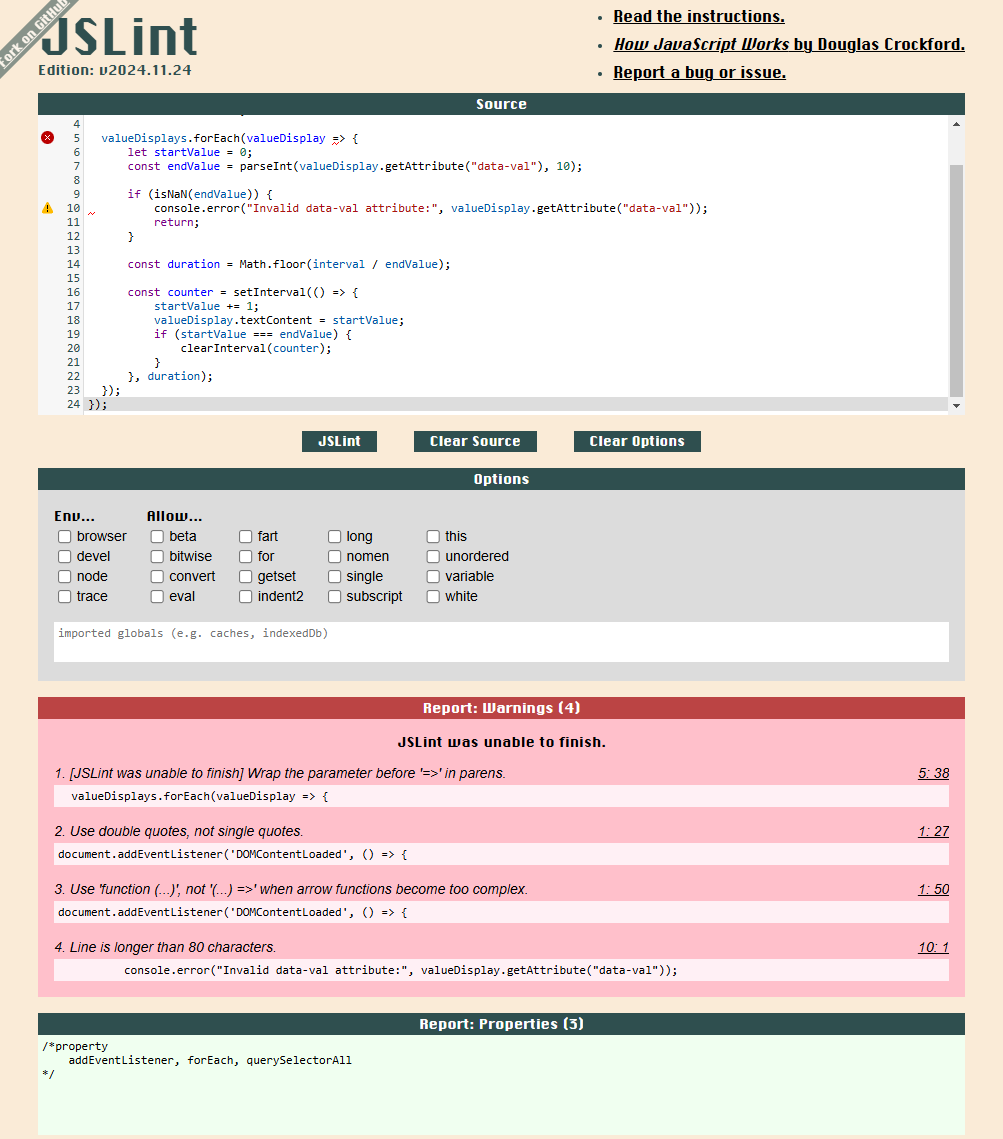 Fork on GitHub
JSLint
Edition: v2024.11.24
Read the instructions.
How JavaScript Works by Douglas Crockford.
Report a bug or issue.
Source
4
5 valueDisplays.forEach(valueDisplay => {
6 let startValue = 0;
7 const endValue = parseInt(valueDisplay.getAttribute("data-val"), 10);
8
9 if (isNaN(endValue)) {
10 console.error("Invalid data-val attribute:", valueDisplay.getAttribute("data-val"));
11 return;
12 }
13
14 const duration = Math.floor(interval / endValue);
15
16 const counter = setInterval(() => {
17 startValue += 1;
18 valueDisplay.textContent = startValue;
19 if (startValue === endValue) {
20 clearInterval(counter);
21 }
22 }, duration);
23 });
24 });
JSLint Clear Source Clear Options
Options
Env... Allow...
browser beta fart long this
devel bitwise for nomen unordered
node convert getset single variable
trace eval indent2 subscript white
imported globals (e.g. caches, indexedDb)
Report: Warnings (4)
JSLint was unable to finish.
1. [JSLint was unable to finish] Wrap the parameter before '=>' in parens. 5: 38
valueDisplays.forEach(valueDisplay => {
2. Use double quotes, not single quotes. 1: 27
document.addEventListener('DOMContentLoaded', () => {
3. Use 'function (...)', not '(...) =>' when arrow functions become too complex. 1: 50
document.addEventListener('DOMContentLoaded', () => {
4. Line is longer than 80 characters. 10: 1
console.error("Invalid data-val attribute:", valueDisplay.getAttribute("data-val"));
Report: Properties (3)
/*property
addEventListener, forEach, querySelectorAll
*/